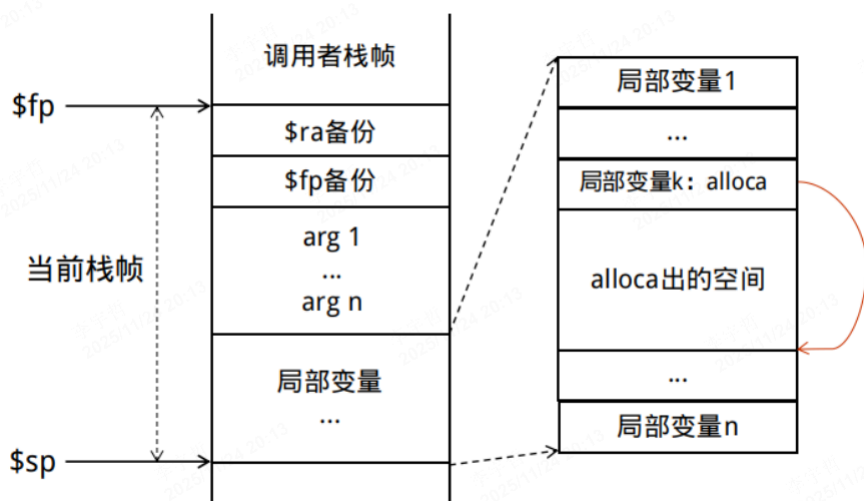 调用者栈帧
$fp
$ra备份
$fp备份
arg 1
...
arg n
当前栈帧
局部变量
...
$sp
局部变量1
...
局部变量k：alloca
alloca出的空间
...
局部变量n